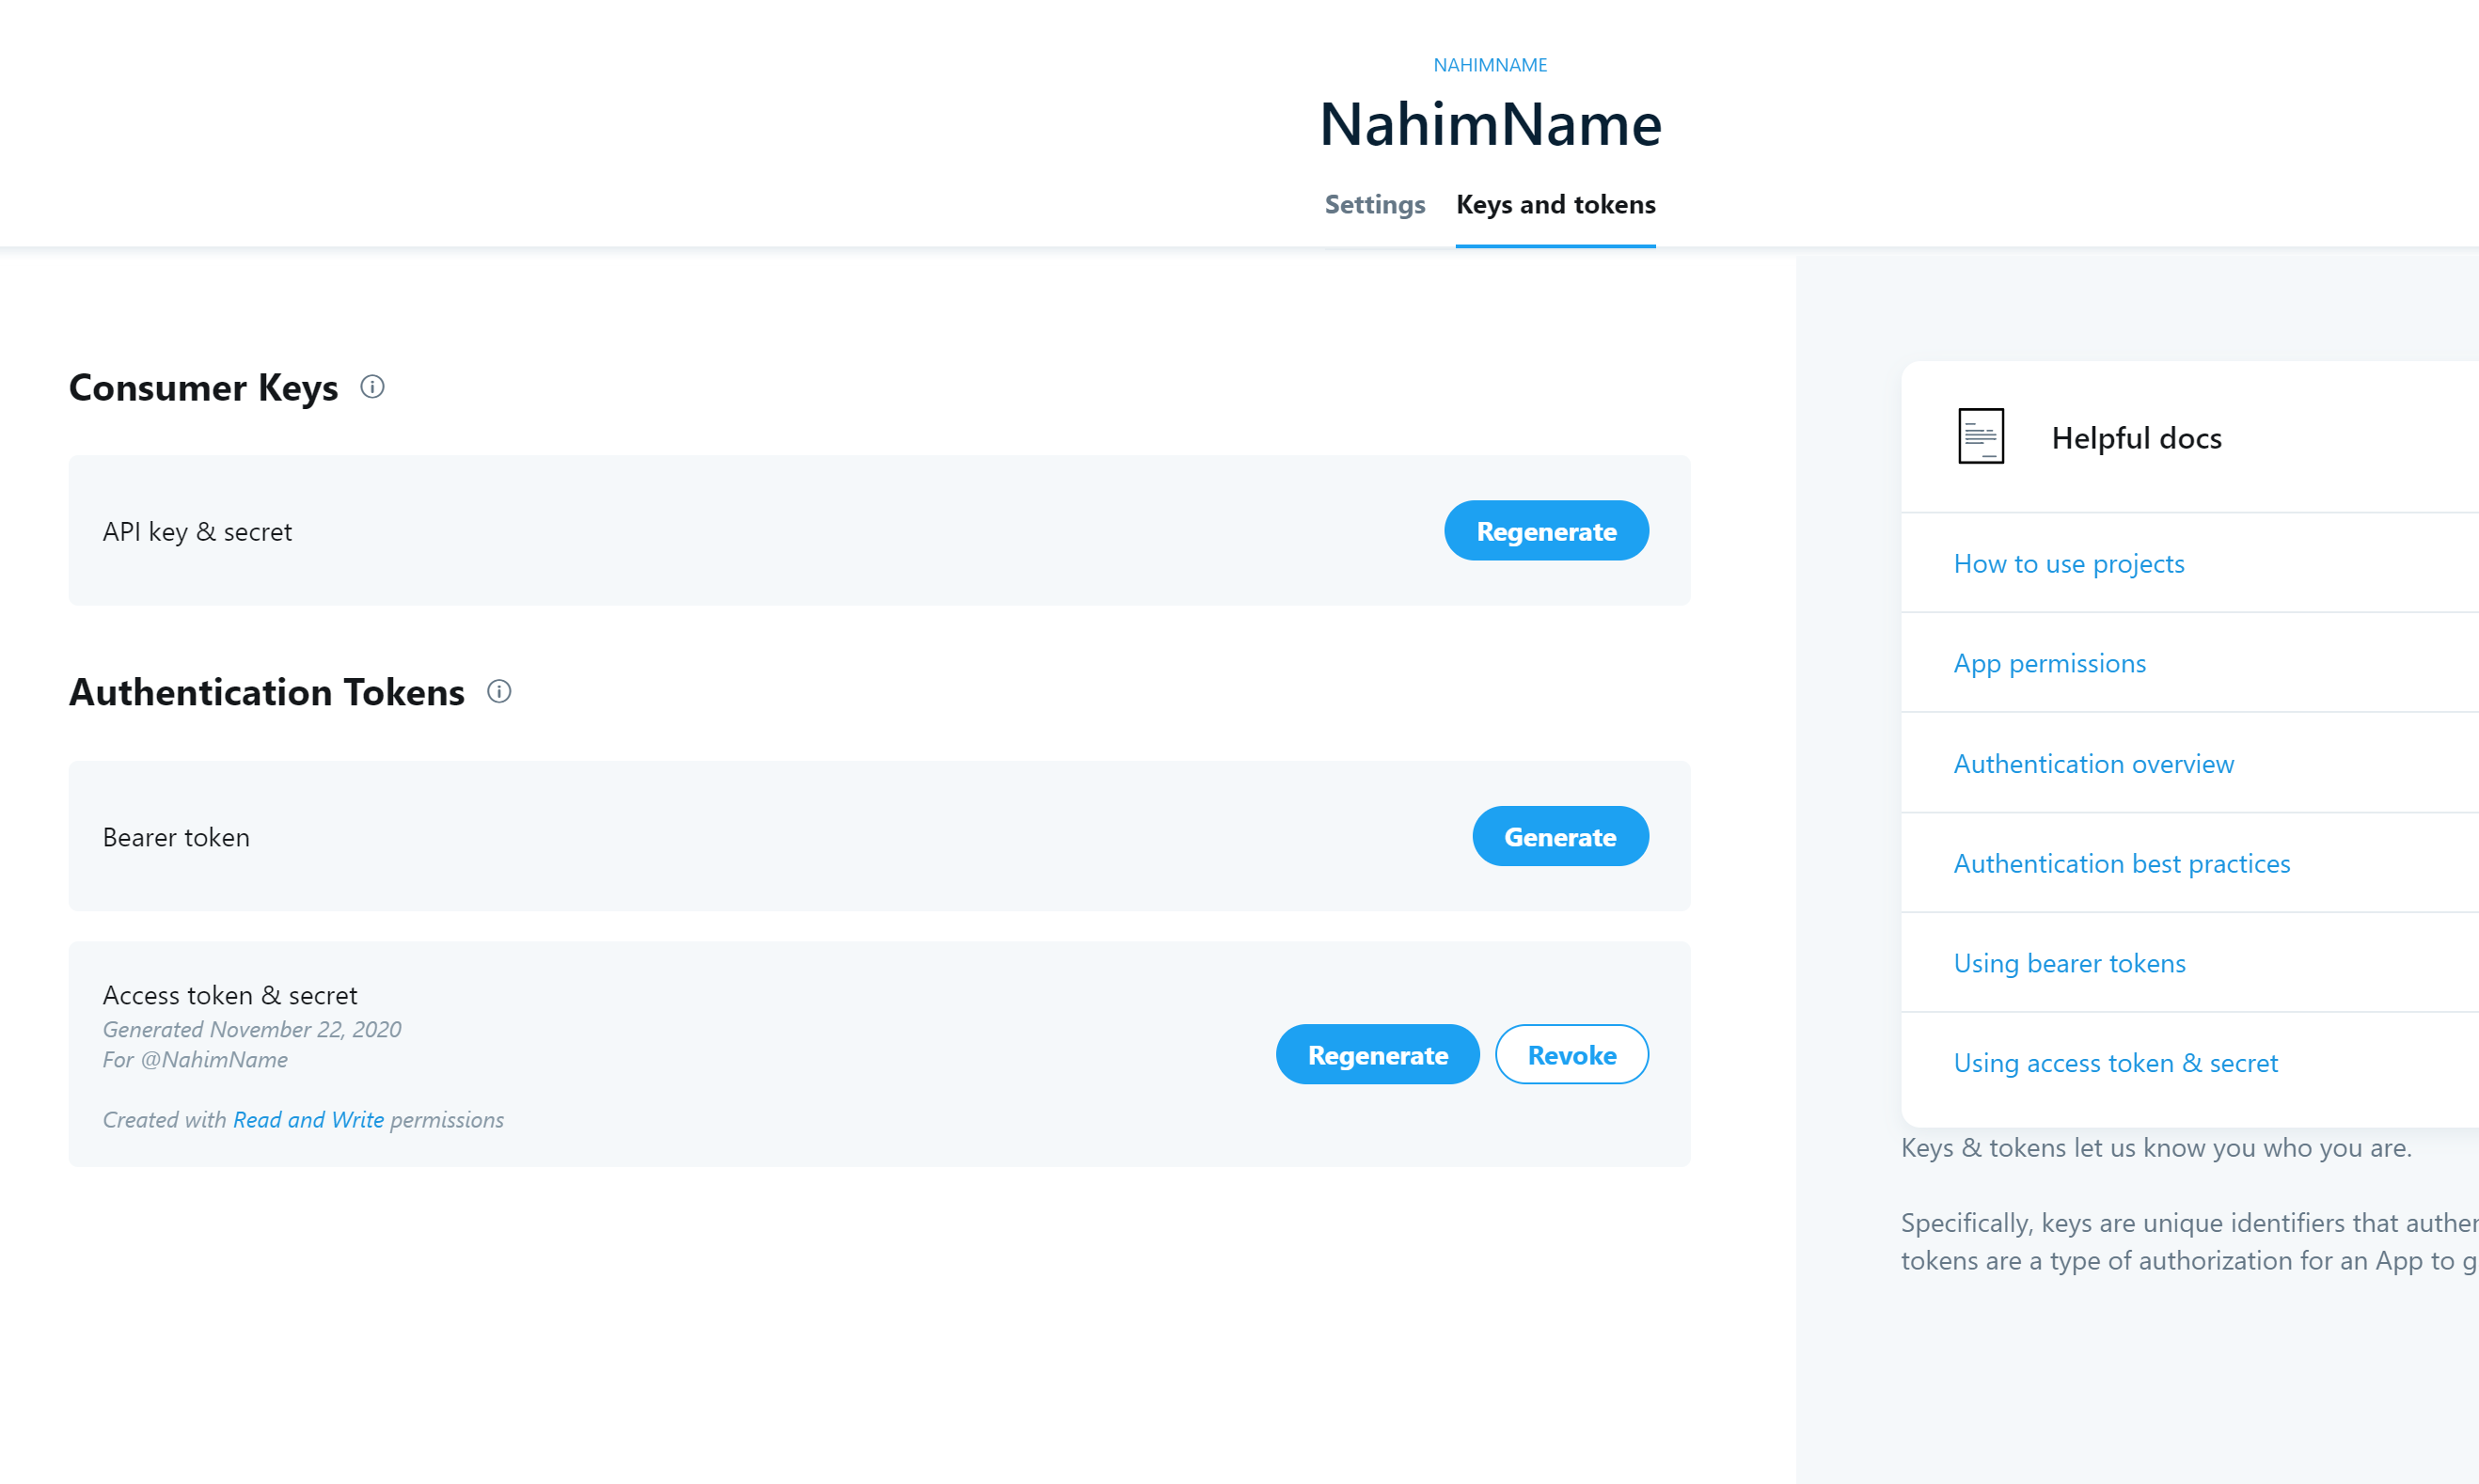 NAHIMNAME
NahimName
Settings Keys and tokens
Consumer Keys
API key & secret
Regenerate
Authentication Tokens
Bearer token
Generate
Access token & secret
Generated November 22, 2020
For @NahimName
Created with Read and Write permissions
Regenerate
Revoke
Helpful docs
How to use projects
App permissions
Authentication overview
Authentication best practices
Using bearer tokens
Using access token & secret
Keys & tokens let us know you who you are.
Specifically, keys are unique identifiers that
tokens are a type of authorization for an App to